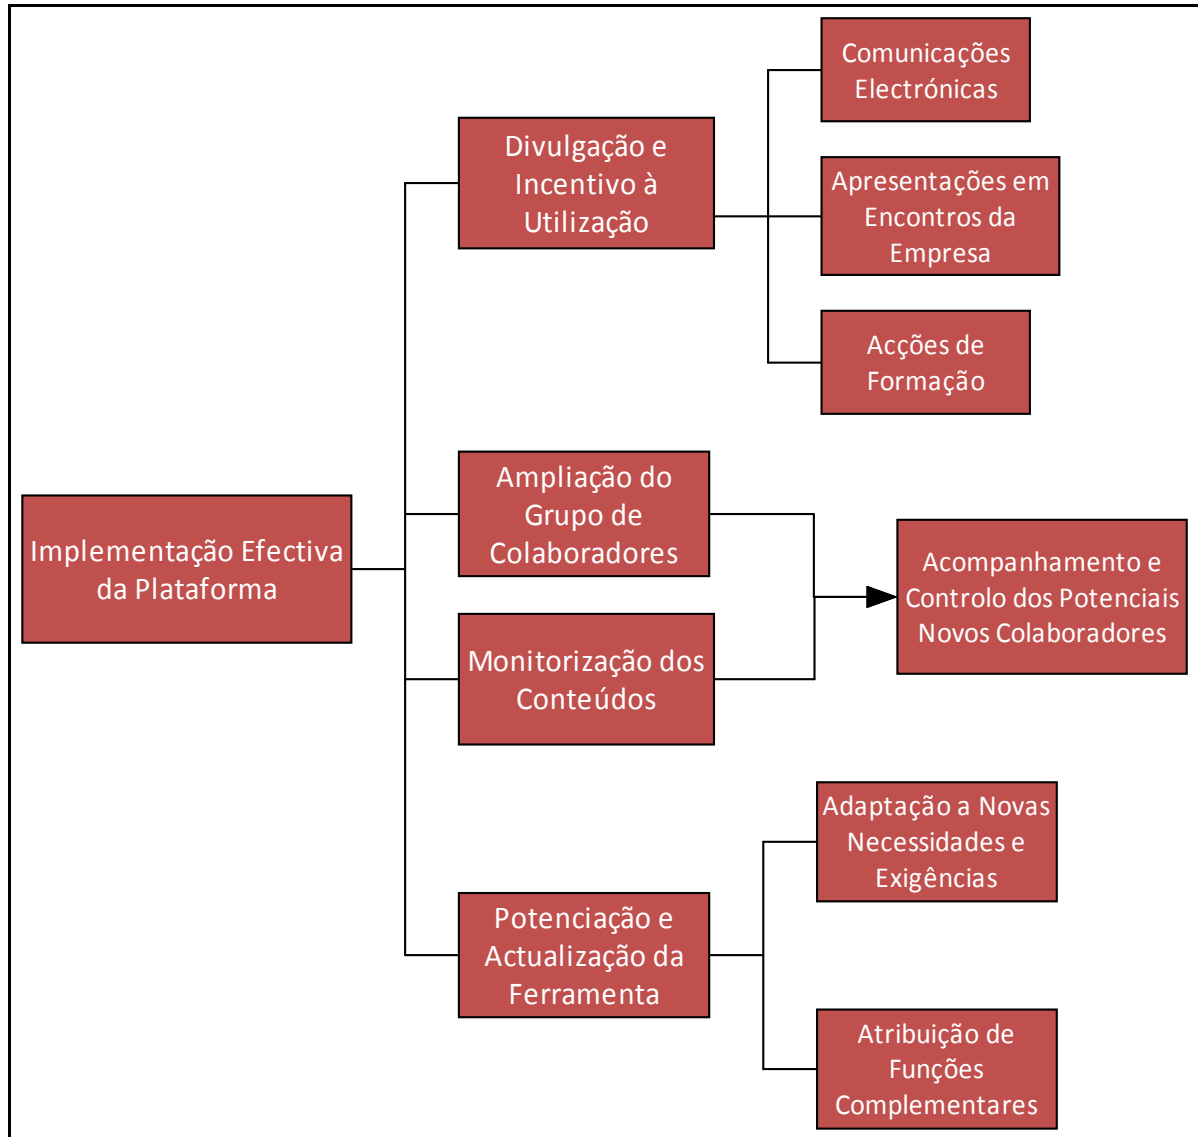 Implementação Efectiva
da Plataforma
Divulgação e
Incentivo à
Utilização
Comunicações
Electrónicas
Apresentações em
Encontros da
Empresa
Acções de
Formação
Ampliação do
Grupo de
Colaboradores
Monitorização dos
Conteúdos
Acompanhamento e
Controlo dos Potenciais
Novos Colaboradores
Potenciação e
Actualização da
Ferramenta
Adaptação a Novas
Necessidades e
Exigências
Atribuição de
Funções
Complementares